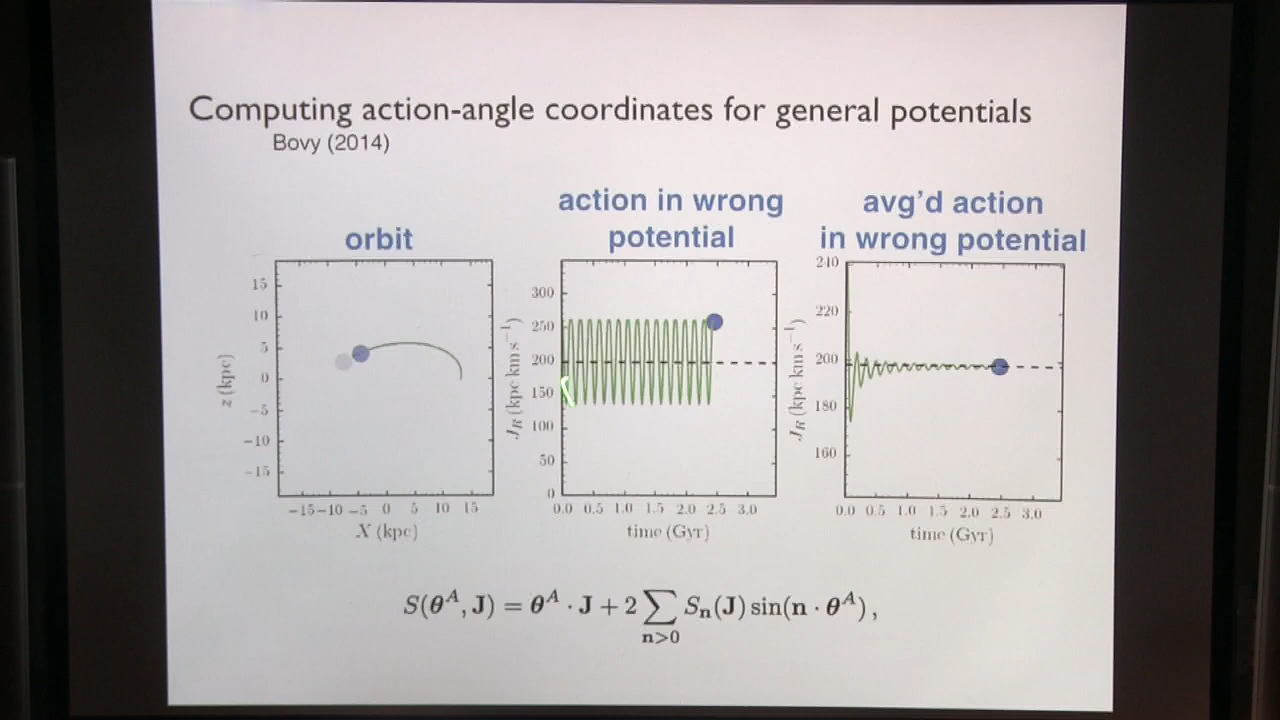 Computing action-angle coordinates for general potentials
Bovy (2014)
orbit
action in wrong
potential
avg'd action
in wrong potential
z (kpc)
15
10
5
0
−5
−10
−15
−15 −10 −5 0 5 10 15
X (kpc)
J_R (kpc km s^−1)
300
250
200
150
100
50
0
0.0 0.5 1.0 1.5 2.0 2.5 3.0
time (Gyr)
J_R (kpc km s^−1)
240
220
200
180
160
0.0 0.5 1.0 1.5 2.0 2.5 3.0
time (Gyr)
S(θ^A, J) = θ^A · J + 2 ∑_{n>0} S_n(J) sin(n · θ^A) ,